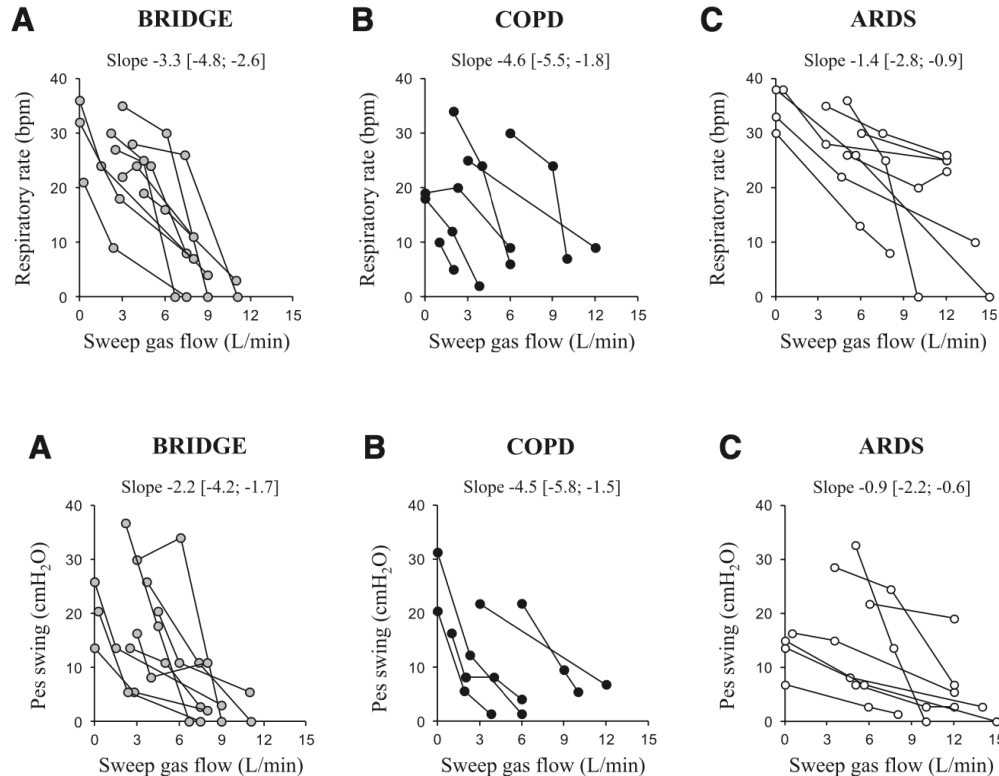 A BRIDGE
Slope -3.3 [-4.8; -2.6]
Respiratory rate (bpm)
40
30
20
10
0
0 3 6 9 12 15
Sweep gas flow (L/min)
B COPD
Slope -4.6 [-5.5; -1.8]
Respiratory rate (bpm)
40
30
20
10
0
0 3 6 9 12 15
Sweep gas flow (L/min)
C ARDS
Slope -1.4 [-2.8; -0.9]
Respiratory rate (bpm)
40
30
20
10
0
0 3 6 9 12 15
Sweep gas flow (L/min)
A BRIDGE
Slope -2.2 [-4.2; -1.7]
Pes swing (cmH₂O)
40
30
20
10
0
0 3 6 9 12 15
Sweep gas flow (L/min)
B COPD
Slope -4.5 [-5.8; -1.5]
Pes swing (cmH₂O)
40
30
20
10
0
0 3 6 9 12 15
Sweep gas flow (L/min)
C ARDS
Slope -0.9 [-2.2; -0.6]
Pes swing (cmH₂O)
40
30
20
10
0
0 3 6 9 12 15
Sweep gas flow (L/min)